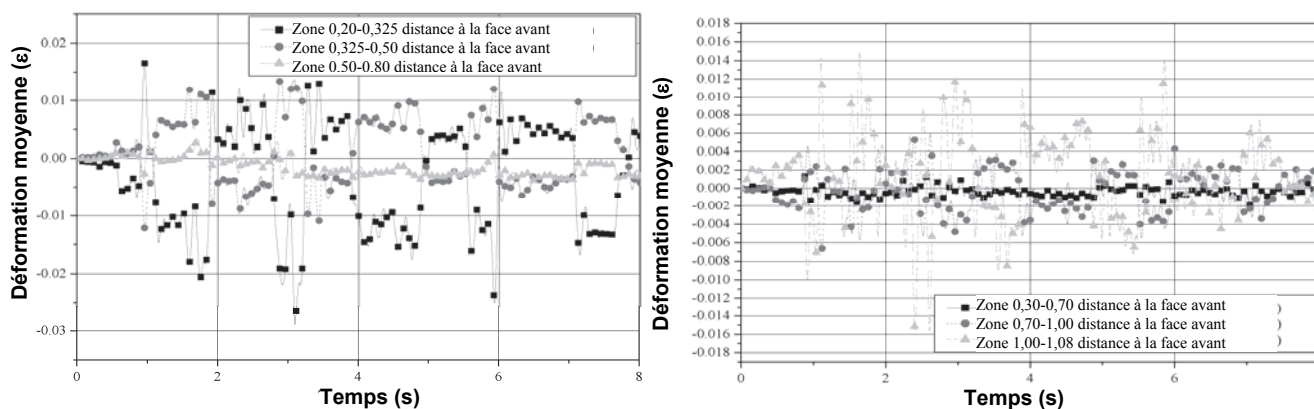 0.02
0.01
0.00
-0.01
-0.02
-0.03
Déformation moyenne (ε)
Zone 0,20-0,325 distance à la face avant
Zone 0,325-0,50 distance à la face avant
Zone 0.50-0.80 distance à la face avant
0 2 4 6 8
Temps (s)
0.018
0.016
0.014
0.012
0.010
0.008
0.006
0.004
0.002
0.000
-0.002
-0.004
-0.006
-0.008
-0.010
-0.012
-0.014
-0.016
-0.018
Déformation moyenne (ε)
Zone 0,30-0,70 distance à la face avant )
Zone 0,70-1,00 distance à la face avant )
Zone 1,00-1,08 distance à la face avant )
0 2 4 6
Temps (s)